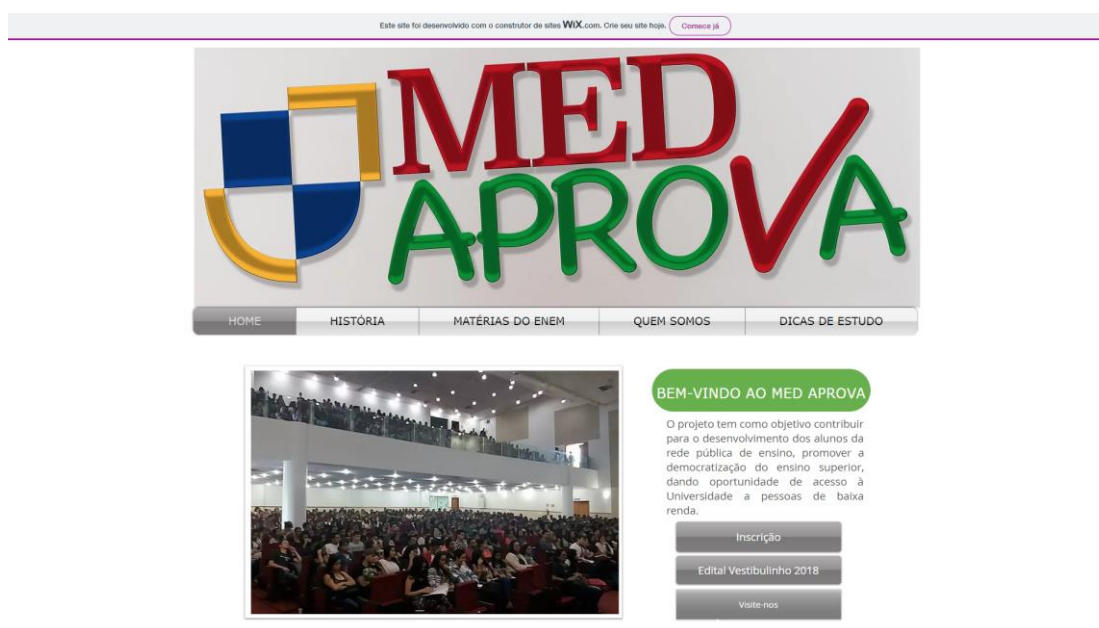 Este site foi desenvolvido com o construtor de sites WiX.com. Crie seu site hoje. Comece já
MED
APROVA
HOME HISTÓRIA MATÉRIAS DO ENEM QUEM SOMOS DICAS DE ESTUDO
BEM-VINDO AO MED APROVA
O projeto tem como objetivo contribuir
para o desenvolvimento dos alunos da
rede pública de ensino, promover a
democratização do ensino superior,
dando oportunidade de acesso à
Universidade a pessoas de baixa
renda.
Inscrição
Edital Vestibulinho 2018
Visite-nos